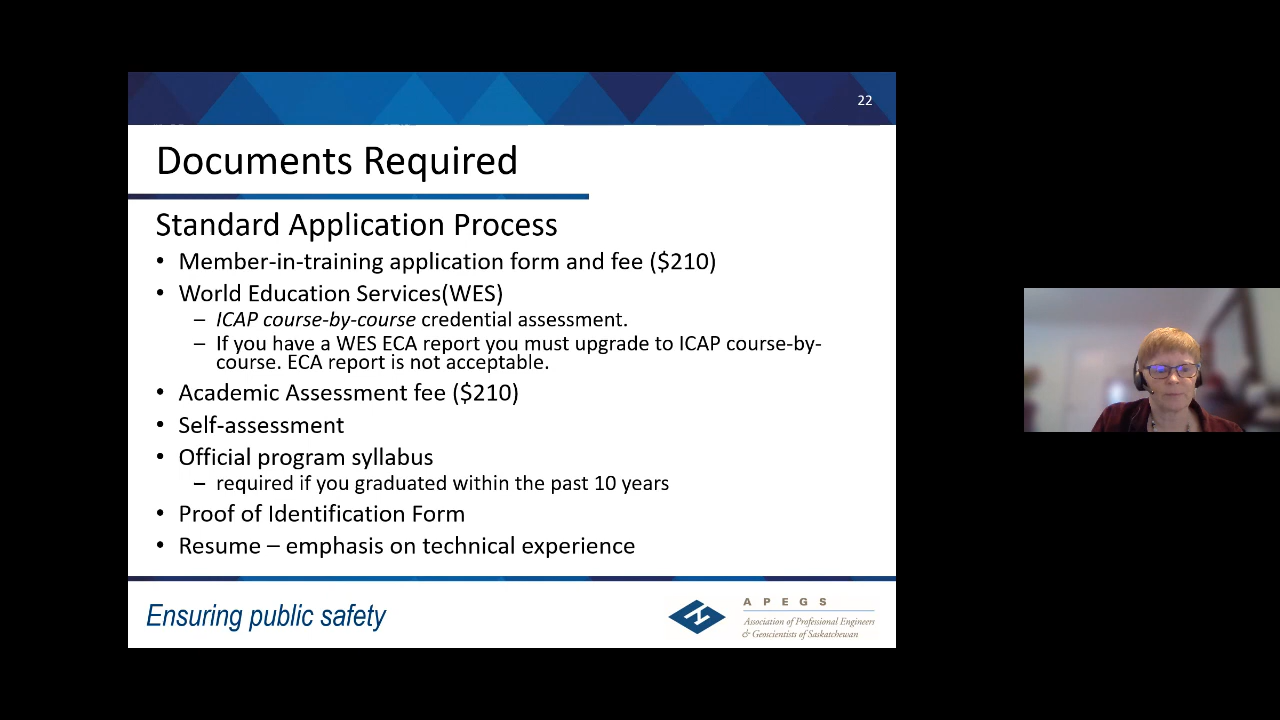 22
Documents Required
Standard Application Process
• Member-in-training application form and fee ($210)
• World Education Services(WES)
– ICAP course-by-course credential assessment.
– If you have a WES ECA report you must upgrade to ICAP course-by-
course. ECA report is not acceptable.
• Academic Assessment fee ($210)
• Self-assessment
• Official program syllabus
– required if you graduated within the past 10 years
• Proof of Identification Form
• Resume – emphasis on technical experience
Ensuring public safety
APEGS
Association of Professional Engineers
& Geoscientists of Saskatchewan